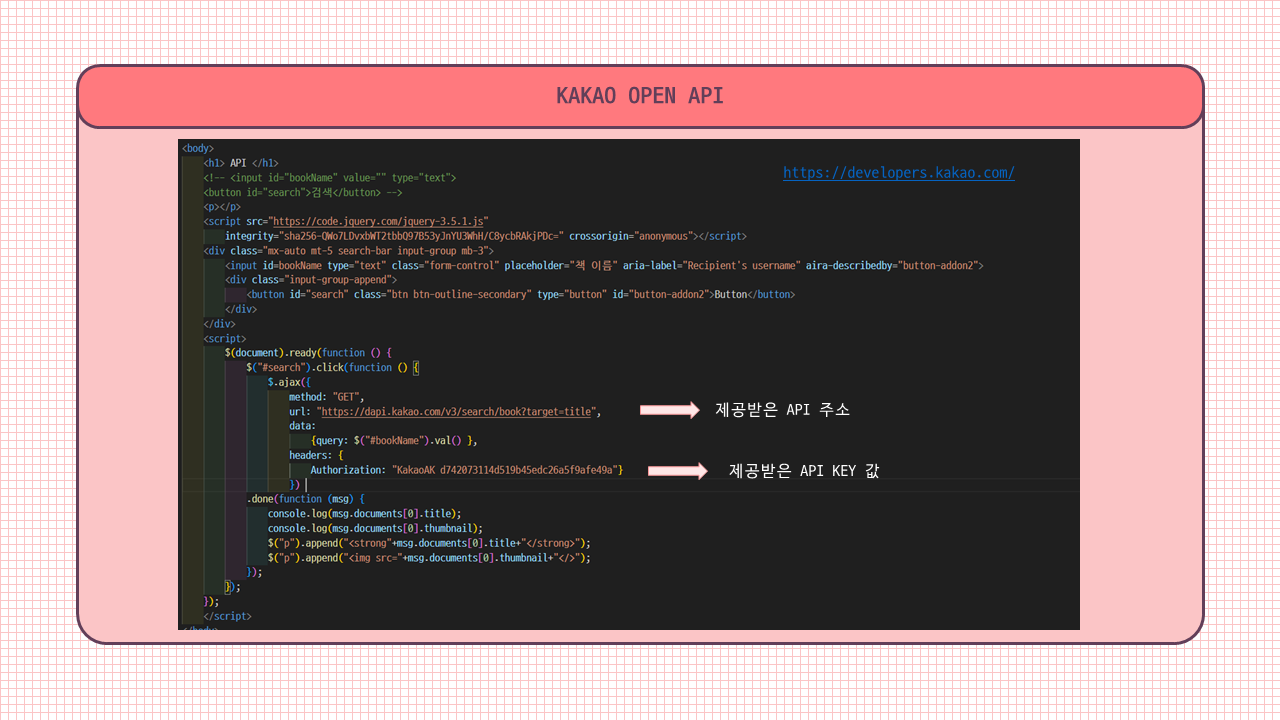 KAKAO OPEN API
<body>
<h1> API </h1>
https://developers.kakao.com/
<!-- <input id="bookName" value="" type="text">
<button id="search">검색</button> -->
<p></p>
<script src="https://code.jquery.com/jquery-3.5.1.js"
integrity="sha256-QWo7LDvxbWT2tbbQ97B53yJnYU3WhH/C8ycbRAkjPDc=" crossorigin="anonymous"></script>
<div class="mx-auto mt-5 search-bar input-group mb-3">
<input id=bookName type="text" class="form-control" placeholder="책 이름" aria-label="Recipient's username" aira-describedby="button-addon2">
<div class="input-group-append">
<button id="search" class="btn btn-outline-secondary" type="button" id="button-addon2">Button</button>
</div>
</div>
<script>
$(document).ready(function () {
$("#search").click(function () {
$.ajax({
method: "GET",
url: "https://dapi.kakao.com/v3/search/book?target=title",
제공받은 API 주소
data:
{query: $("#bookName").val() },
headers: {
Authorization: "KakaoAK d742073114d519b45edc26a5f9afe49a"}
제공받은 API KEY 값
})
.done(function (msg) {
console.log(msg.documents[0].title);
console.log(msg.documents[0].thumbnail);
$("p").append("<strong"+msg.documents[0].title+"</strong>");
$("p").append("<img src="+msg.documents[0].thumbnail+"</>");
});
});
});
</script>